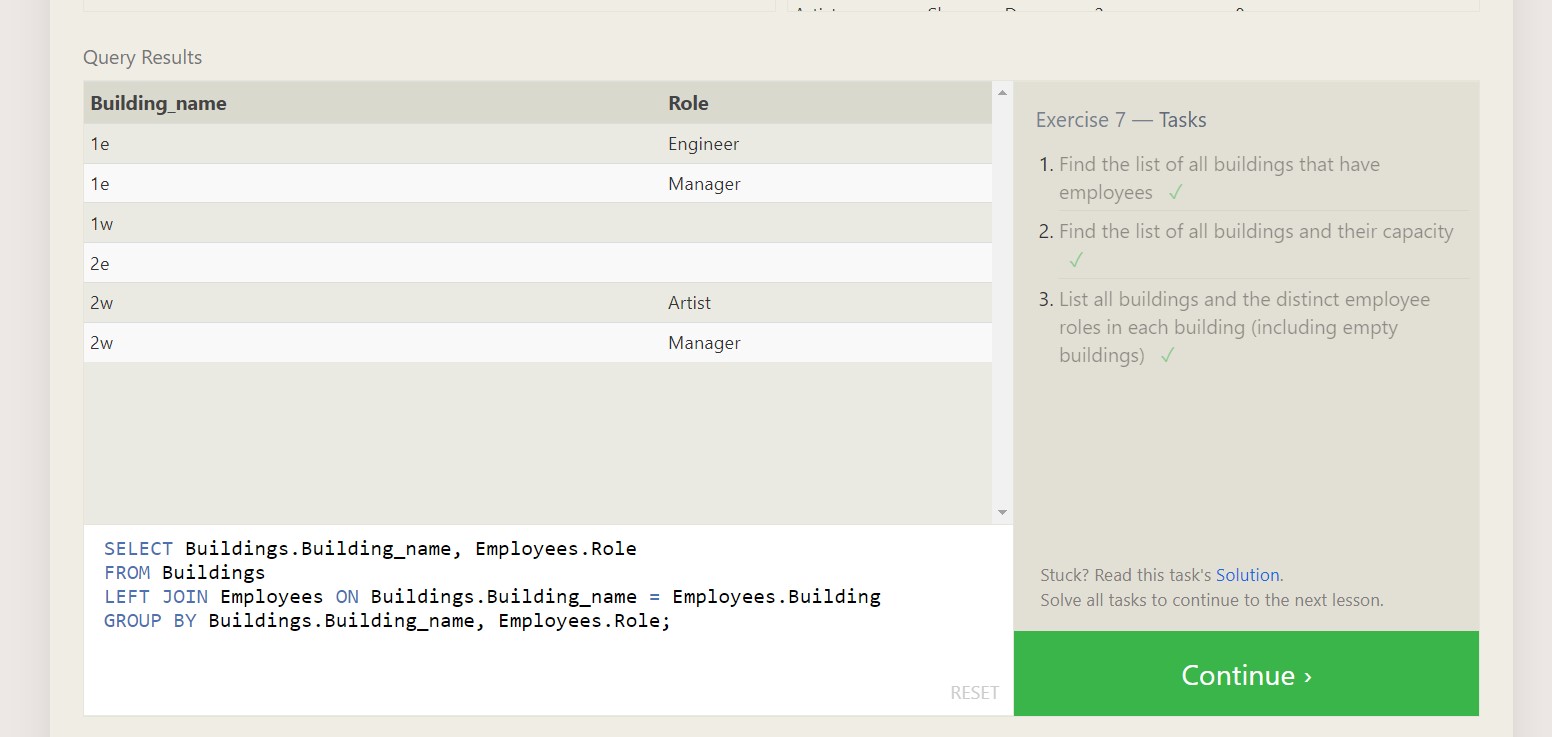 Query Results
Building_name Role
1e Engineer
1e Manager
1w
2e
2w Artist
2w Manager
SELECT Buildings.Building_name, Employees.Role
FROM Buildings
LEFT JOIN Employees ON Buildings.Building_name = Employees.Building
GROUP BY Buildings.Building_name, Employees.Role;
RESET
Exercise 7 — Tasks
1. Find the list of all buildings that have
employees ✓
2. Find the list of all buildings and their capacity
✓
3. List all buildings and the distinct employee
roles in each building (including empty
buildings) ✓
Stuck? Read this task's Solution.
Solve all tasks to continue to the next lesson.
Continue ›